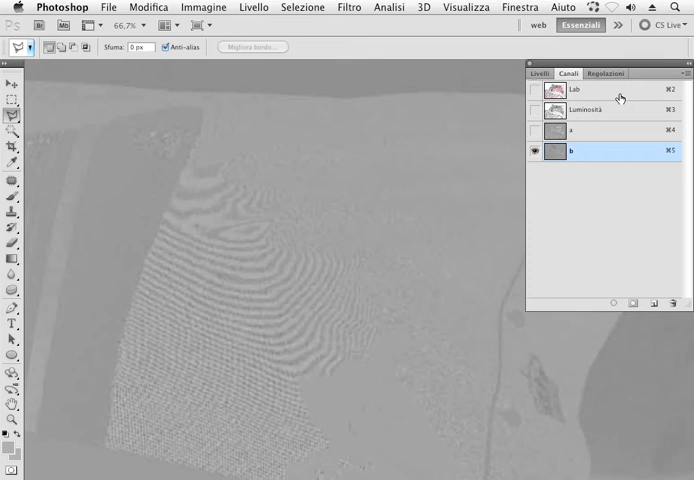 Photoshop File Modifica Immagine Livello Selezione Filtro Analisi 3D Visualizza Finestra Aiuto
Ps Br Mb 66,7% web Essenziali CS Live
Sfuma: 0 px Anti-alias Migliora bordo...
Livelli Canali Regolazioni
Lab ⌘2
Luminosità ⌘3
a ⌘4
b ⌘5
T